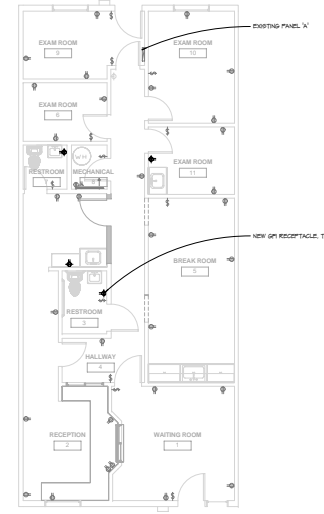 EXISTING PANEL 'A'
EXAM ROOM
9
EXAM ROOM
10
EXAM ROOM
8
RESTROOM
WH
MECHANICAL
EXAM ROOM
11
NEW GFI RECEPTACLE, T
BREAK ROOM
5
RESTROOM
3
HALLWAY
4
RECEPTION
2
WAITING ROOM
1